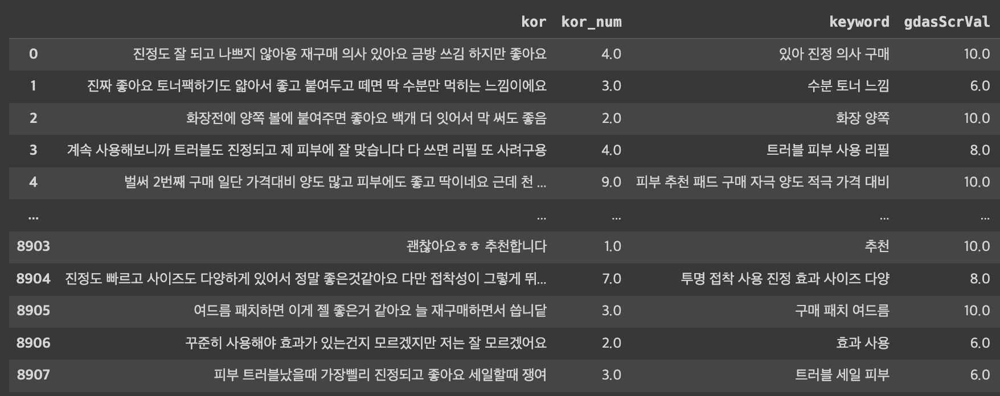 kor kor_num keyword gdasScrVal
0 진정도 잘 되고 나쁘지 않아용 재구매 의사 있아요 금방 쓰김 하지만 좋아요 4.0 있아 진정 의사 구매 10.0
1 진짜 좋아요 토너팩하기도 얇아서 좋고 붙여두고 떼면 딱 수분만 먹히는 느낌이에요 3.0 수분 토너 느낌 6.0
2 화장전에 양쪽 볼에 붙여주면 좋아요 백개 더 잇어서 막 써도 좋음 2.0 화장 양쪽 10.0
3 계속 사용해보니까 트러블도 진정되고 제 피부에 잘 맞습니다 다 쓰면 리필 또 사려구용 4.0 트러블 피부 사용 리필 8.0
4 벌써 2번째 구매 일단 가격대비 양도 많고 피부에도 좋고 딱이네요 근데 천 ... 9.0 피부 추천 패드 구매 자극 양도 적극 가격 대비 10.0
... ... ... ... ...
8903 괜찮아요ㅎㅎ 추천합니다 1.0 추천 10.0
8904 진정도 빠르고 사이즈도 다양하게 있어서 정말 좋은것같아요 다만 접착성이 그렇게 뛰... 7.0 투명 접착 사용 진정 효과 사이즈 다양 8.0
8905 여드름 패치하면 이게 젤 좋은거 같아요 늘 재구매하면서 씁니닽 3.0 구매 패치 여드름 10.0
8906 꾸준히 사용해야 효과가 있는건지 모르겠지만 저는 잘 모르겠어요 2.0 효과 사용 6.0
8907 피부 트러블났을때 가장삘리 진정되고 좋아요 세일할때 쟁여 3.0 트러블 세일 피부 6.0